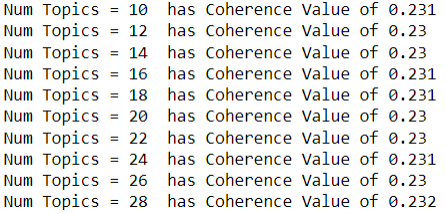 Num Topics = 10  has Coherence Value of 0.231
Num Topics = 12  has Coherence Value of 0.23
Num Topics = 14  has Coherence Value of 0.23
Num Topics = 16  has Coherence Value of 0.231
Num Topics = 18  has Coherence Value of 0.231
Num Topics = 20  has Coherence Value of 0.23
Num Topics = 22  has Coherence Value of 0.23
Num Topics = 24  has Coherence Value of 0.231
Num Topics = 26  has Coherence Value of 0.23
Num Topics = 28  has Coherence Value of 0.232